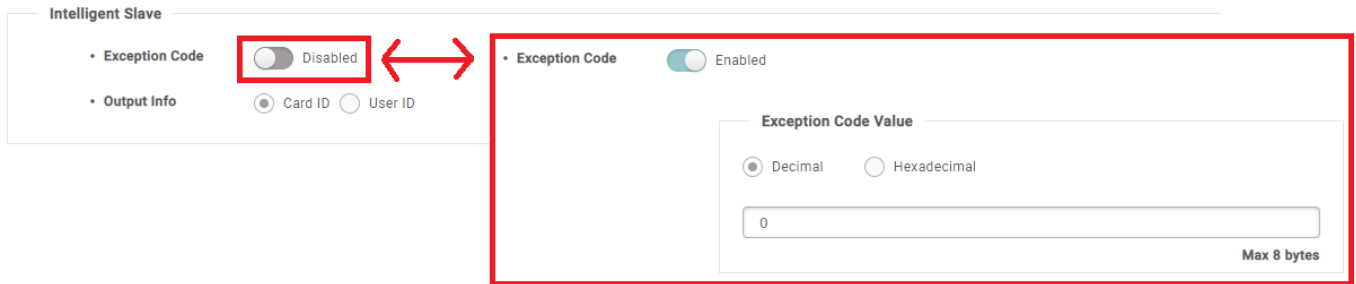 Intelligent Slave
• Exception Code Disabled
• Output Info Card ID User ID
• Exception Code Enabled
Exception Code Value
Decimal Hexadecimal
0
Max 8 bytes